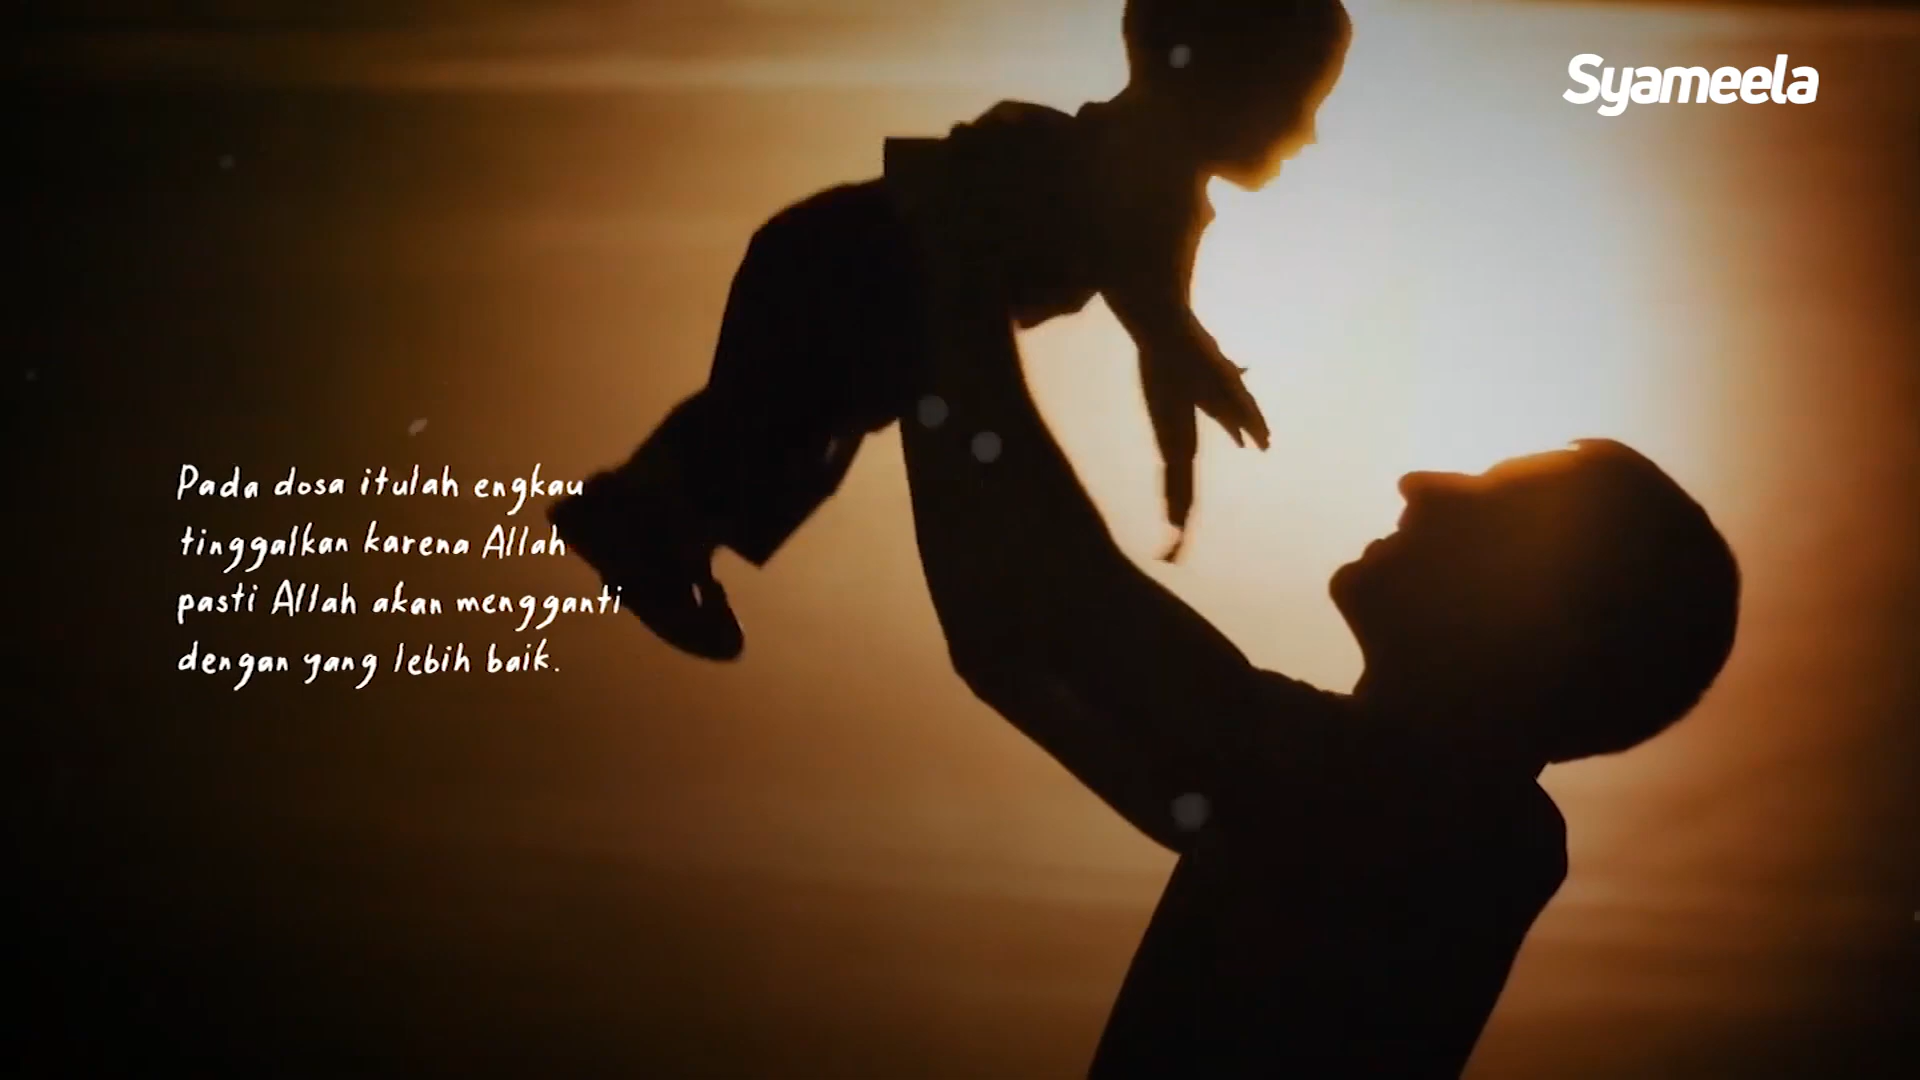 Syameela
Pada dosa itulah engkau
tinggalkan karena Allah
pasti Allah akan mengganti
dengan yang lebih baik.